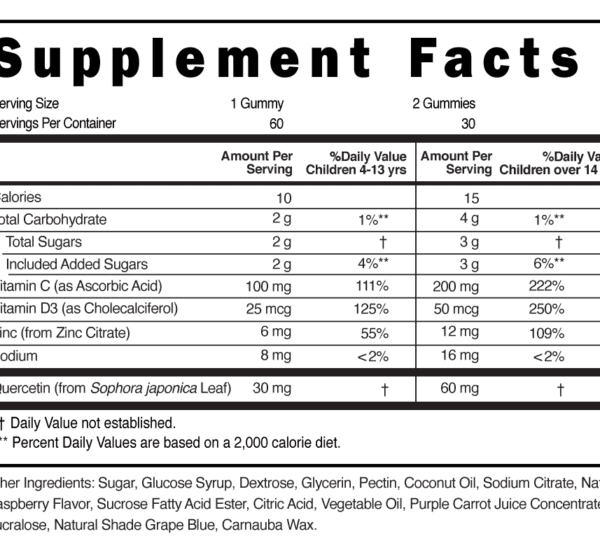 Supplement Facts
erving Size 1 Gummy 2 Gummies
ervings Per Container 60 30
Amount Per Serving %Daily Value Children 4-13 yrs Amount Per Serving %Daily Va Children over 14
alories 10 15
otal Carbohydrate 2 g 1%** 4 g 1%**
Total Sugars 2 g † 3 g †
Included Added Sugars 2 g 4%** 3 g 6%**
itamin C (as Ascorbic Acid) 100 mg 111% 200 mg 222%
itamin D3 (as Cholecalciferol) 25 mcg 125% 50 mcg 250%
inc (from Zinc Citrate) 6 mg 55% 12 mg 109%
odium 8 mg <2% 16 mg <2%
uercetin (from Sophora japonica Leaf) 30 mg † 60 mg †
† Daily Value not established.
** Percent Daily Values are based on a 2,000 calorie diet.
her Ingredients: Sugar, Glucose Syrup, Dextrose, Glycerin, Pectin, Coconut Oil, Sodium Citrate, Nat
aspberry Flavor, Sucrose Fatty Acid Ester, Citric Acid, Vegetable Oil, Purple Carrot Juice Concentrate
ucralose, Natural Shade Grape Blue, Carnauba Wax.